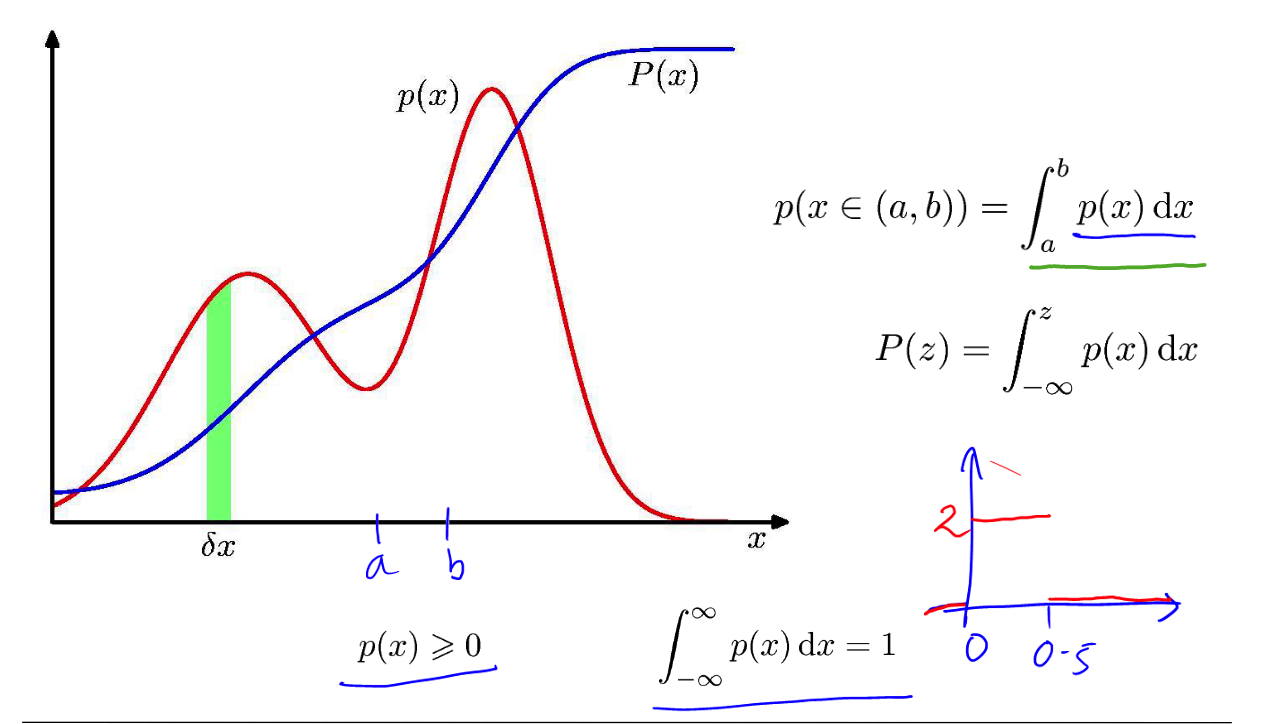 P(x)
p(x)
p(x ∈ (a, b)) = ∫_a^b p(x) dx
P(z) = ∫_{−∞}^z p(x) dx
2
δx
x
a b
p(x) ⩾ 0
∫_{−∞}^∞ p(x) dx = 1
0 0.5